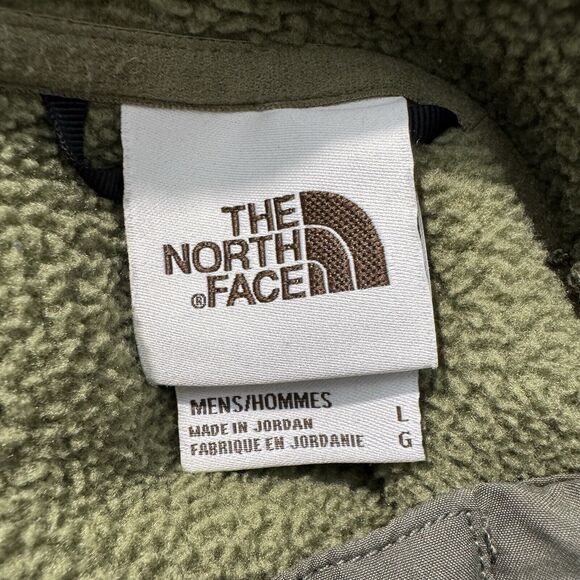 THE
NORTH
®FACE
MENS/HOMMES
MADE IN JORDAN L
FABRIQUE EN JORDANIE G